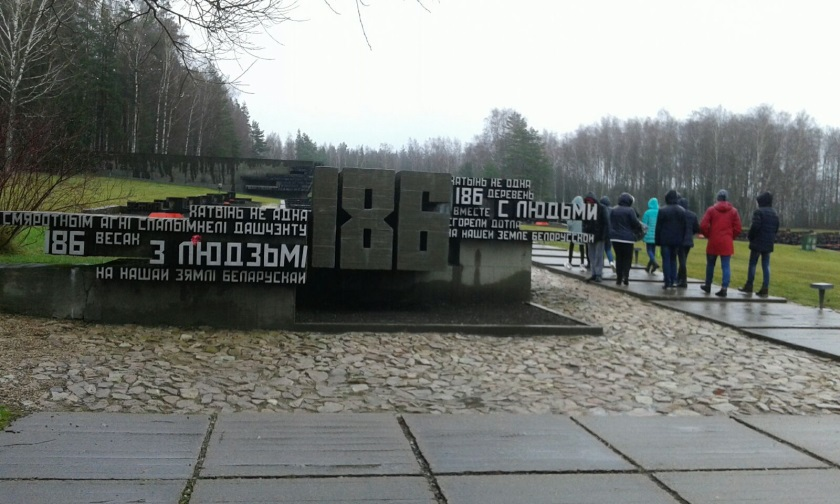 ХАТЫНЬ НЕ АДНА
СМЯРОТНЫМ АГНІ СПАПЯЛІЛІ ДАШЧЭНТУ
186 ВЕСАК З ЛЮДЗЬМІ
НА НАШАЙ ЗЯМЛІ БЕЛАРУСКАЙ
186
ХАТЫНЬ НЕ ОДНА
186 ДЕРЕВЕНЬ
ВМЕСТЕ С ЛЮДЬМИ
СГОРЕЛИ ДОТЛА
НА НАШЕЙ ЗЕМЛЕ БЕЛОРУССКОЙ